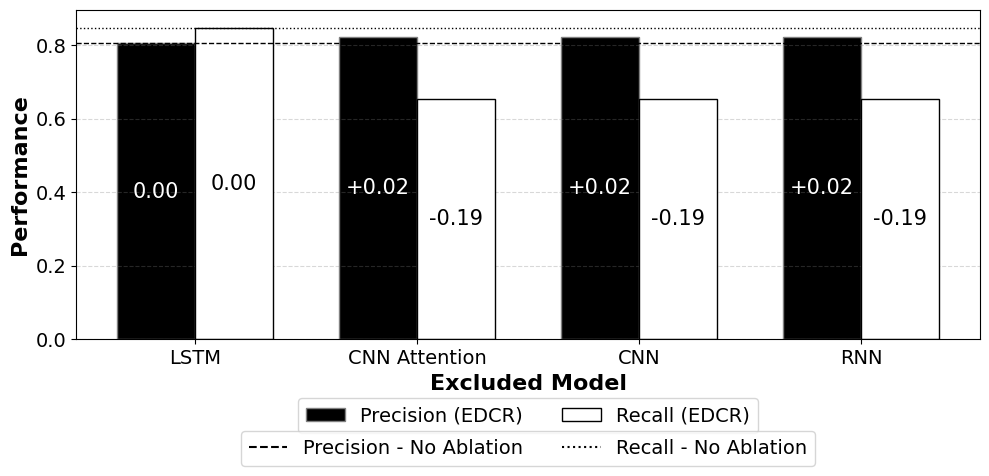 Performance
0.8
0.6
0.4
0.2
0.0
0.00
0.00
+0.02
-0.19
+0.02
-0.19
+0.02
-0.19
LSTM
CNN Attention
CNN
RNN
Excluded Model
Precision (EDCR)
Recall (EDCR)
Precision - No Ablation
Recall - No Ablation